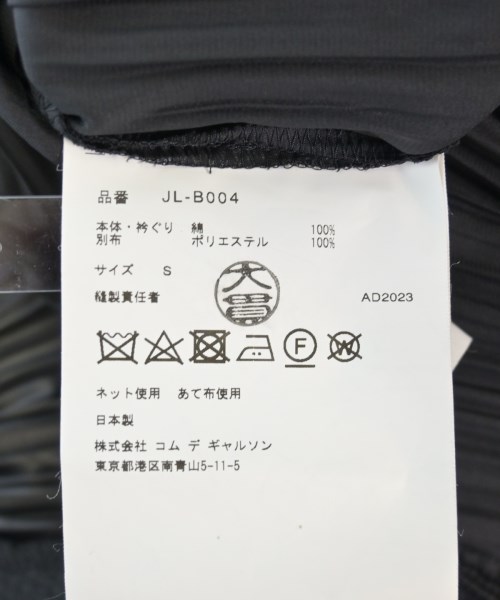 品番 JL-B004
本体・衿ぐり 綿 100%
別布 ポリエステル 100%
サイズ S
大貫
縫製責任者 AD2023
F W
ネット使用 あて布使用
日本製
株式会社 コム デ ギャルソン
東京都港区南青山5-11-5